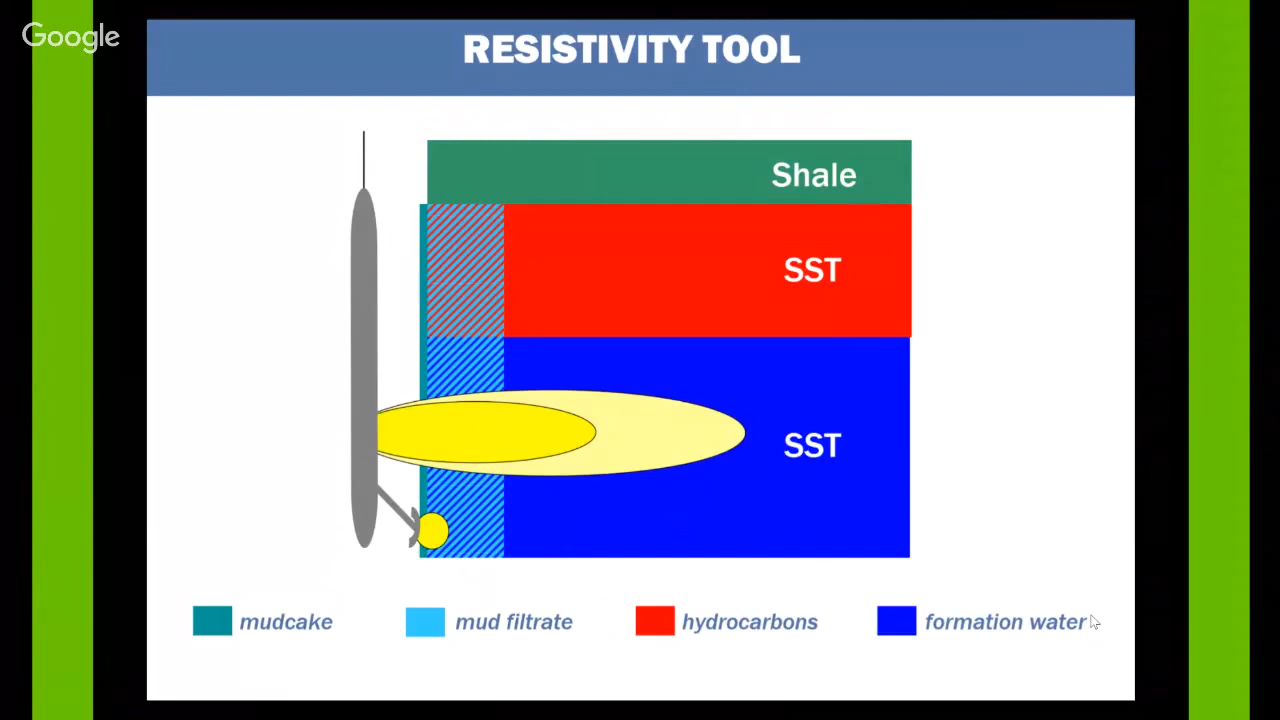 Google
RESISTIVITY TOOL
Shale
SST
SST
mudcake
mud filtrate
hydrocarbons
formation water